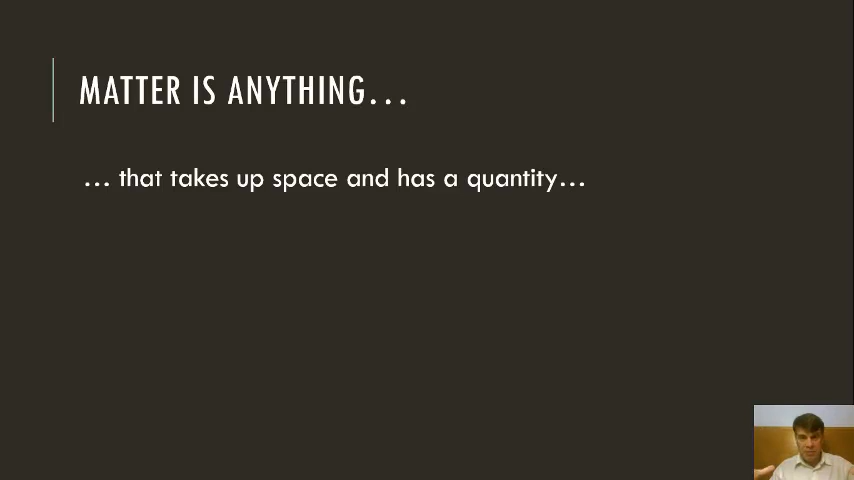 MATTER IS ANYTHING...
... that takes up space and has a quantity...